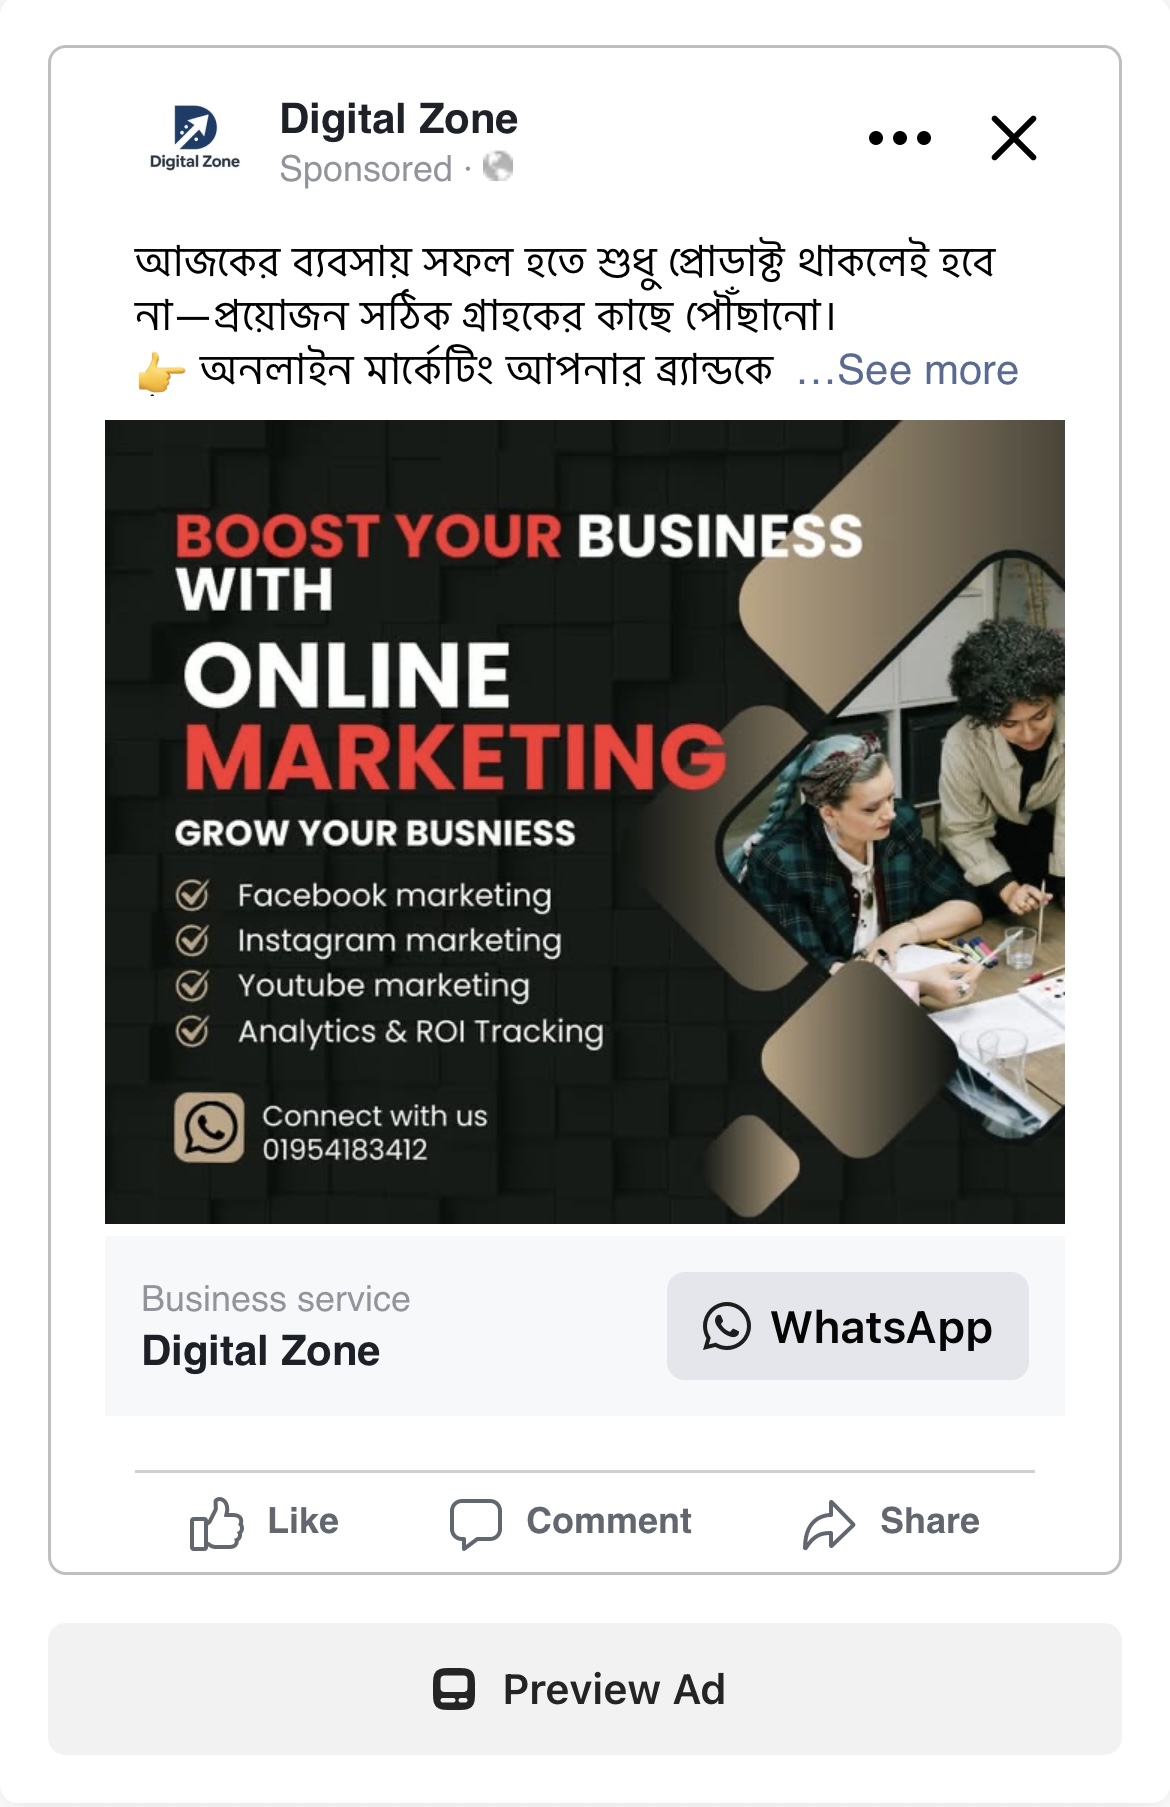 Digital Zone
Digital Zone
Sponsored ·
আজকের ব্যবসায় সফল হতে শুধু প্রোডাক্ট থাকলেই হবে
না—প্রয়োজন সঠিক গ্রাহকের কাছে পৌঁছানো।
👉 অনলাইন মার্কেটিং আপনার ব্র্যান্ডকে ...See more
BOOST YOUR BUSINESS
WITH
ONLINE
MARKETING
GROW YOUR BUSNIESS
Facebook marketing
Instagram marketing
Youtube marketing
Analytics & ROI Tracking
Connect with us
01954183412
Business service
Digital Zone
WhatsApp
Like
Comment
Share
Preview Ad